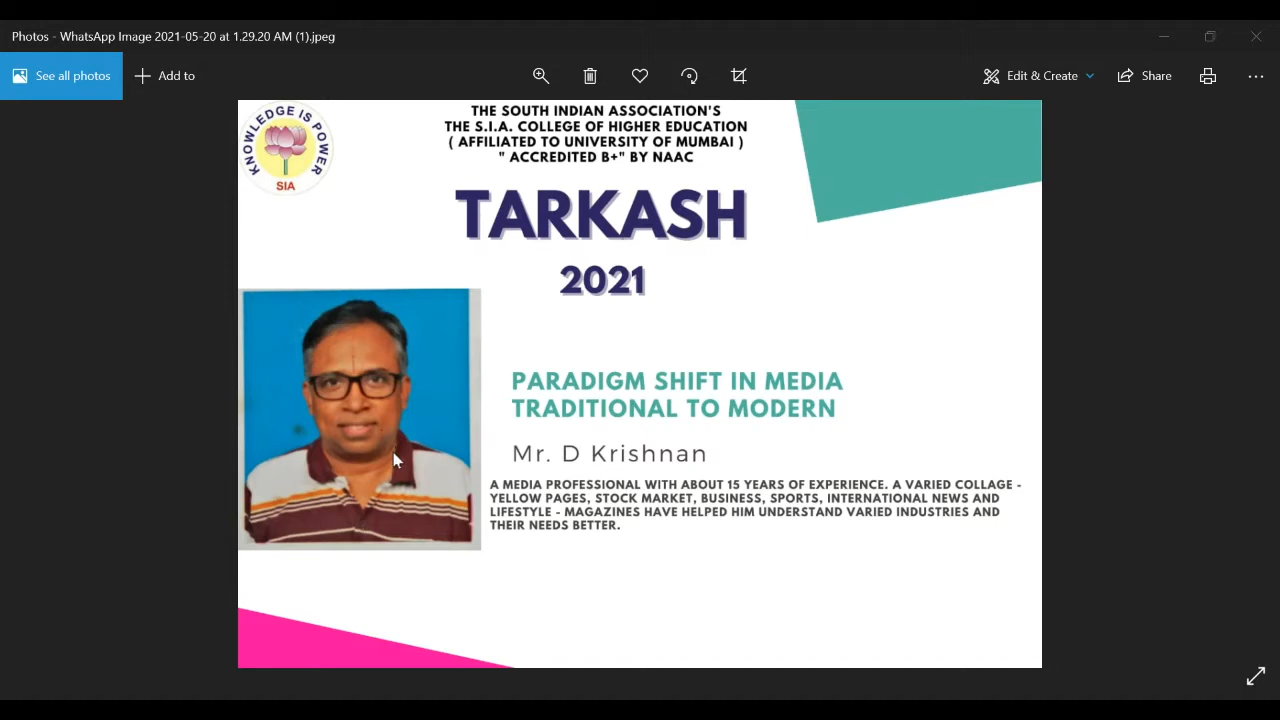 Photos - WhatsApp Image 2021-05-20 at 1.29.20 AM (1).jpeg
See all photos
Add to
Edit & Create
Share
KNOWLEDGE IS POWER
SIA
THE SOUTH INDIAN ASSOCIATION'S
THE S.I.A. COLLEGE OF HIGHER EDUCATION
( AFFILIATED TO UNIVERSITY OF MUMBAI )
" ACCREDITED B+" BY NAAC
TARKASH
2021
PARADIGM SHIFT IN MEDIA
TRADITIONAL TO MODERN
Mr. D Krishnan
A MEDIA PROFESSIONAL WITH ABOUT 15 YEARS OF EXPERIENCE. A VARIED COLLAGE -
YELLOW PAGES, STOCK MARKET, BUSINESS, SPORTS, INTERNATIONAL NEWS AND
LIFESTYLE - MAGAZINES HAVE HELPED HIM UNDERSTAND VARIED INDUSTRIES AND
THEIR NEEDS BETTER.